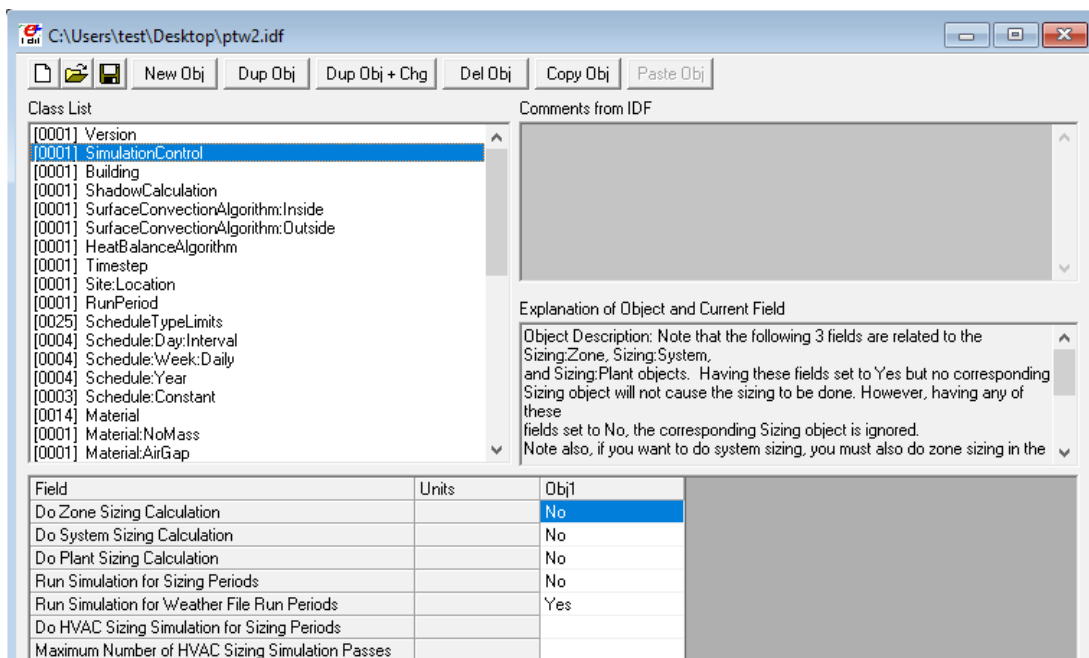 C:\Users\test\Desktop\ptw2.idf
New Obj Dup Obj Dup Obj + Chg Del Obj Copy Obj Paste Obj
Class List
[0001] Version
[0001] SimulationControl
[0001] Building
[0001] ShadowCalculation
[0001] SurfaceConvectionAlgorithm:Inside
[0001] SurfaceConvectionAlgorithm:Outside
[0001] HeatBalanceAlgorithm
[0001] Timestep
[0001] Site:Location
[0001] RunPeriod
[0025] ScheduleTypeLimits
[0004] Schedule:Day:Interval
[0004] Schedule:Week:Daily
[0004] Schedule:Year
[0003] Schedule:Constant
[0014] Material
[0001] Material:NoMass
[0001] Material:AirGap
Comments from IDF
Explanation of Object and Current Field
Object Description: Note that the following 3 fields are related to the
Sizing:Zone, Sizing:System,
and Sizing:Plant objects. Having these fields set to Yes but no corresponding
Sizing object will not cause the sizing to be done. However, having any of
these
fields set to No, the corresponding Sizing object is ignored.
Note also, if you want to do system sizing, you must also do zone sizing in the
Field Units Obj1
Do Zone Sizing Calculation No
Do System Sizing Calculation No
Do Plant Sizing Calculation No
Run Simulation for Sizing Periods No
Run Simulation for Weather File Run Periods Yes
Do HVAC Sizing Simulation for Sizing Periods
Maximum Number of HVAC Sizing Simulation Passes